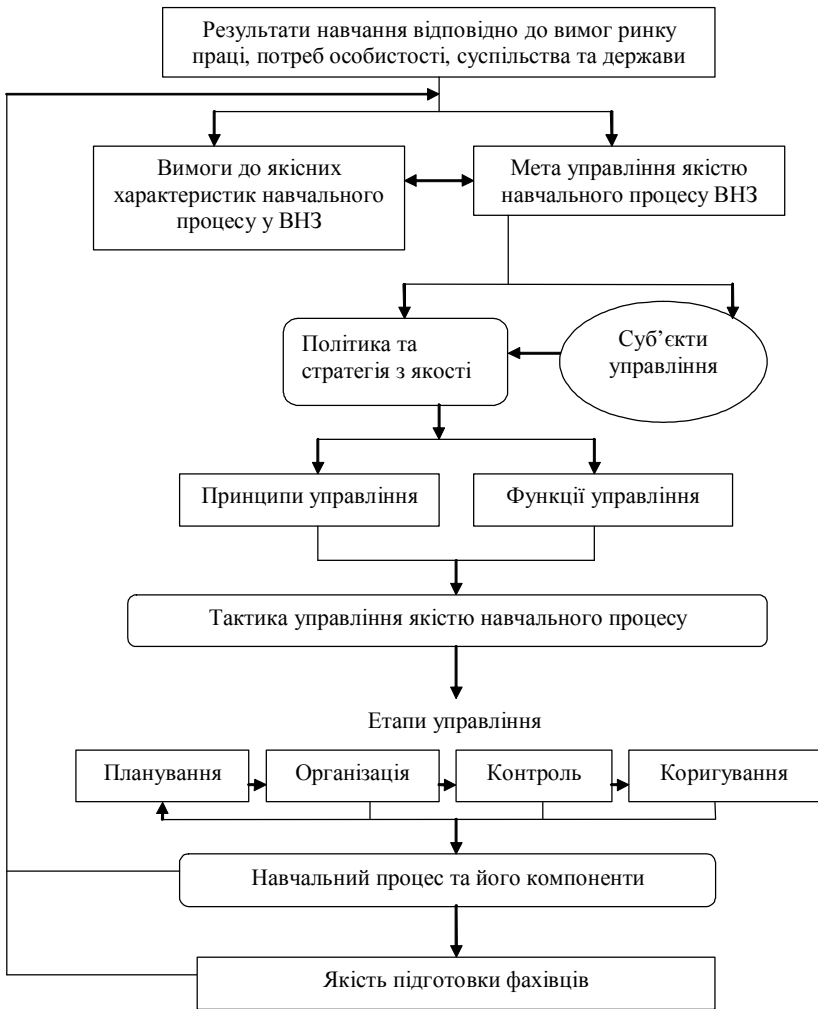 Результати навчання відповідно до вимог ринку
праці, потреб особистості, суспільства та держави
Вимоги до якісних
характеристик навчального
процесу у ВНЗ
Мета управління якістю
навчального процесу ВНЗ
Політика та
стратегія з якості
Суб’єкти
управління
Принципи управління
Функції управління
Тактика управління якістю навчального процесу
Етапи управління
Планування
Організація
Контроль
Коригування
Навчальний процес та його компоненти
Якість підготовки фахівців